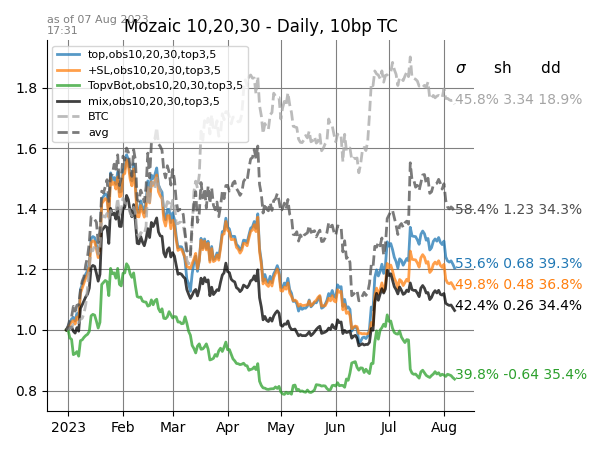 as of 07 Aug 2023
17:31
Mozaic 10,20,30 - Daily, 10bp TC
top,obs10,20,30,top3,5
+SL,obs10,20,30,top3,5
TopvBot,obs10,20,30,top3,5
mix,obs10,20,30,top3,5
BTC
avg
σ sh dd
45.8% 3.34 18.9%
58.4% 1.23 34.3%
53.6% 0.68 39.3%
49.8% 0.48 36.8%
42.4% 0.26 34.4%
39.8% -0.64 35.4%
1.8
1.6
1.4
1.2
1.0
0.8
2023 Feb Mar Apr May Jun Jul Aug